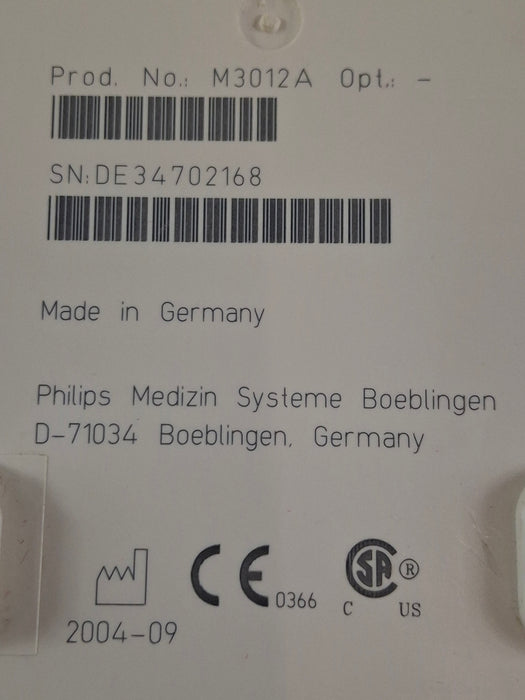 Prod. No.: M3012A Opt.: -
SN:DE34702168
Made in Germany
Philips Medizin Systeme Boeblingen
D-71034 Boeblingen, Germany
CE 0366
SA ®
C US
2004-09